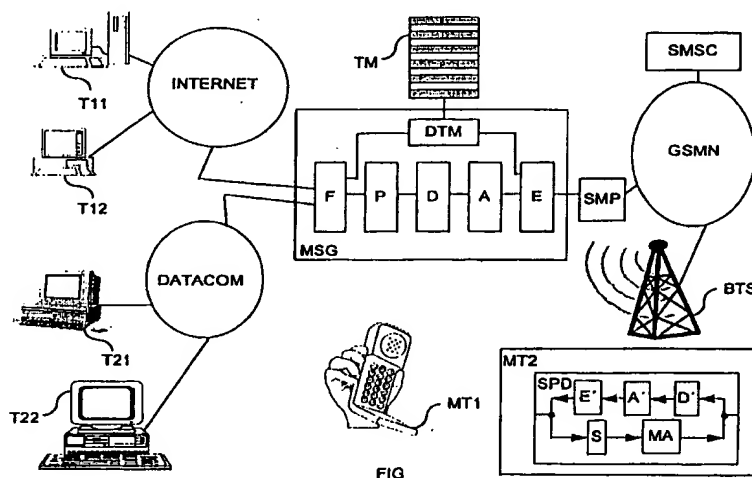 T11
INTERNET
TM
SMSC
T12
DTM
GSMN
F
P
D
A
E
SMP
MSG
DATACOM
BTS
T21
T22
MT1
MT2
SPD
E'
A'
D'
S
MA
FIG